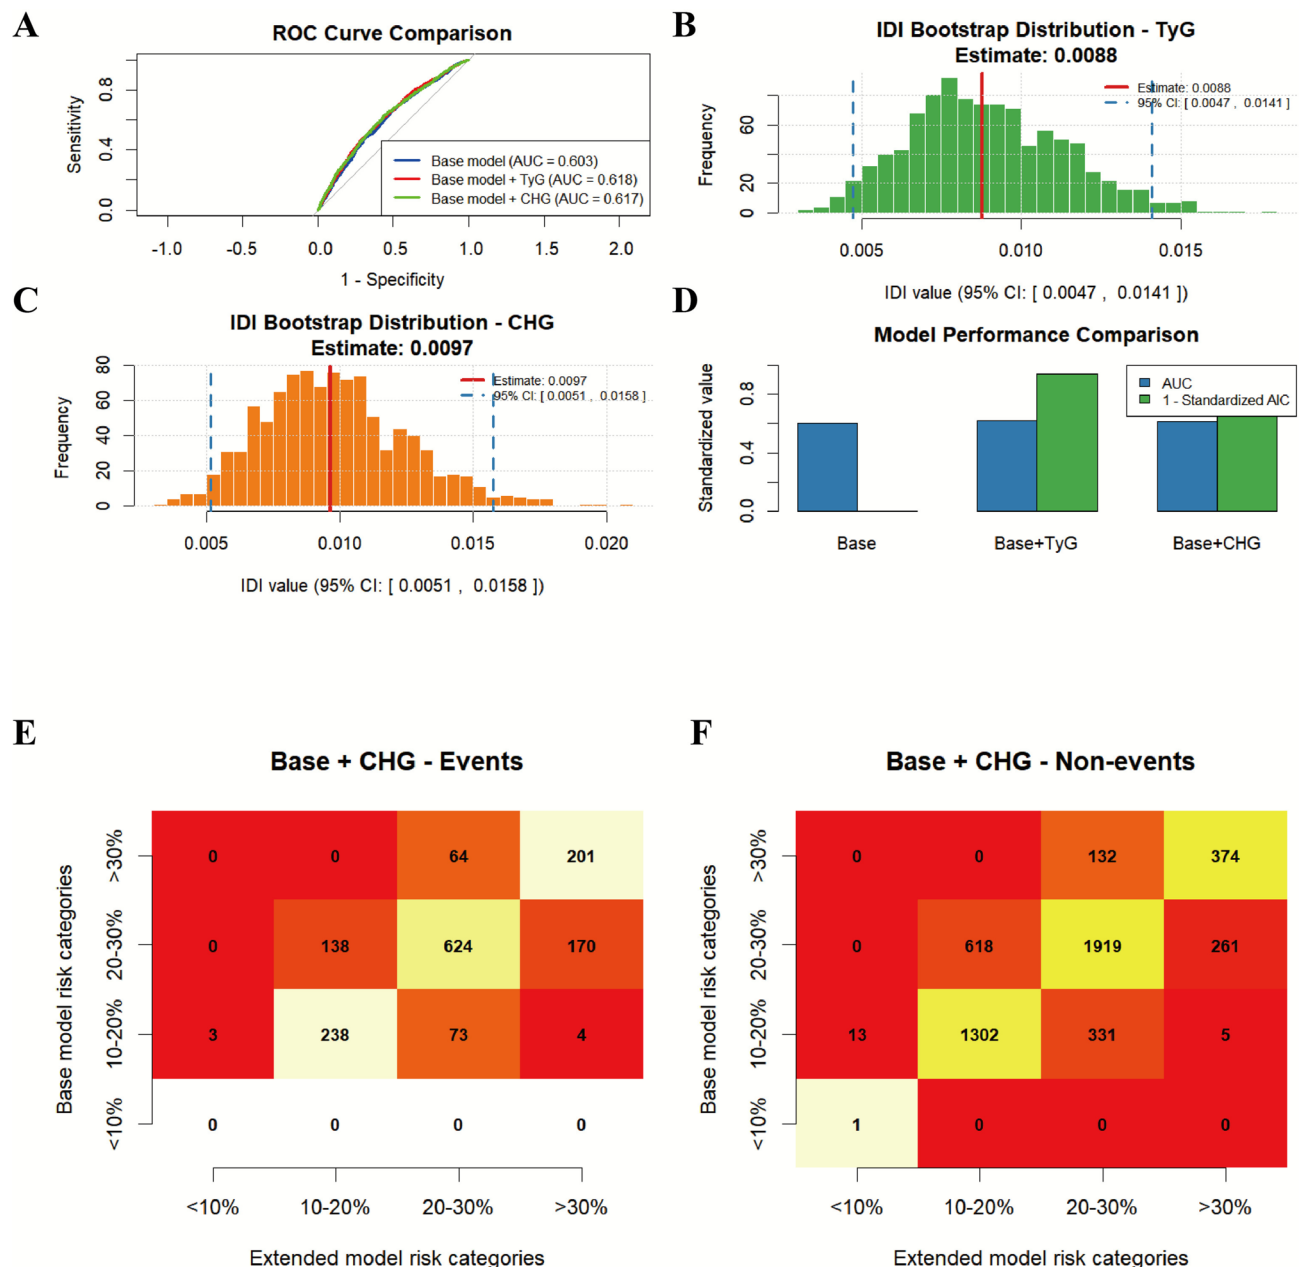 A
ROC Curve Comparison
Sensitivity
0.8
0.4
0.0
Base model (AUC = 0.603)
Base model + TyG (AUC = 0.618)
Base model + CHG (AUC = 0.617)
-1.0 -0.5 0.0 0.5 1.0 1.5 2.0
1 - Specificity
B
IDI Bootstrap Distribution - TyG
Estimate: 0.0088
Frequency
60
20
0
Estimate: 0.0088
95% CI: [ 0.0047 , 0.0141 ]
0.005 0.010 0.015
IDI value (95% CI: [ 0.0047 , 0.0141 ])
C
IDI Bootstrap Distribution - CHG
Estimate: 0.0097
Frequency
80
60
40
20
0
Estimate: 0.0097
95% CI: [ 0.0051 , 0.0158 ]
0.005 0.010 0.015 0.020
IDI value (95% CI: [ 0.0051 , 0.0158 ])
D
Model Performance Comparison
Standardized value
0.8
0.4
0.0
AUC
1 - Standardized AIC
Base Base+TyG Base+CHG
E
Base + CHG - Events
Base model risk categories
>30% 0 0 64 201
20-30% 0 138 624 170
10-20% 3 238 73 4
<10% 0 0 0 0
<10% 10-20% 20-30% >30%
Extended model risk categories
F
Base + CHG - Non-events
Base model risk categories
>30% 0 0 132 374
20-30% 0 618 1919 261
10-20% 13 1302 331 5
<10% 1 0 0 0
<10% 10-20% 20-30% >30%
Extended model risk categories